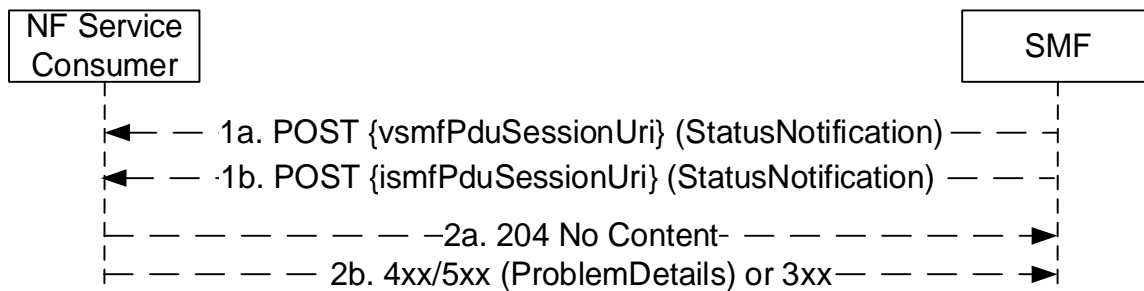 NF Service
Consumer
SMF
1a. POST {vsmfPduSessionUri} (StatusNotification)
1b. POST {ismfPduSessionUri} (StatusNotification)
2a. 204 No Content
2b. 4xx/5xx (ProblemDetails) or 3xx